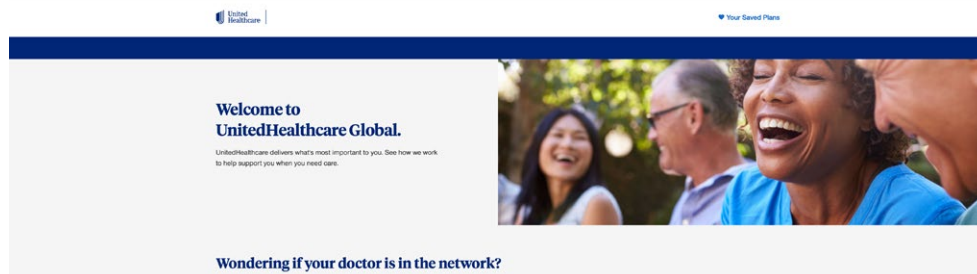 United
Healthcare
Your Saved Plans
Welcome to
UnitedHealthcare Global.
UnitedHealthcare delivers what's most important to you. See how we work
to help support you when you need care.
Wondering if your doctor is in the network?